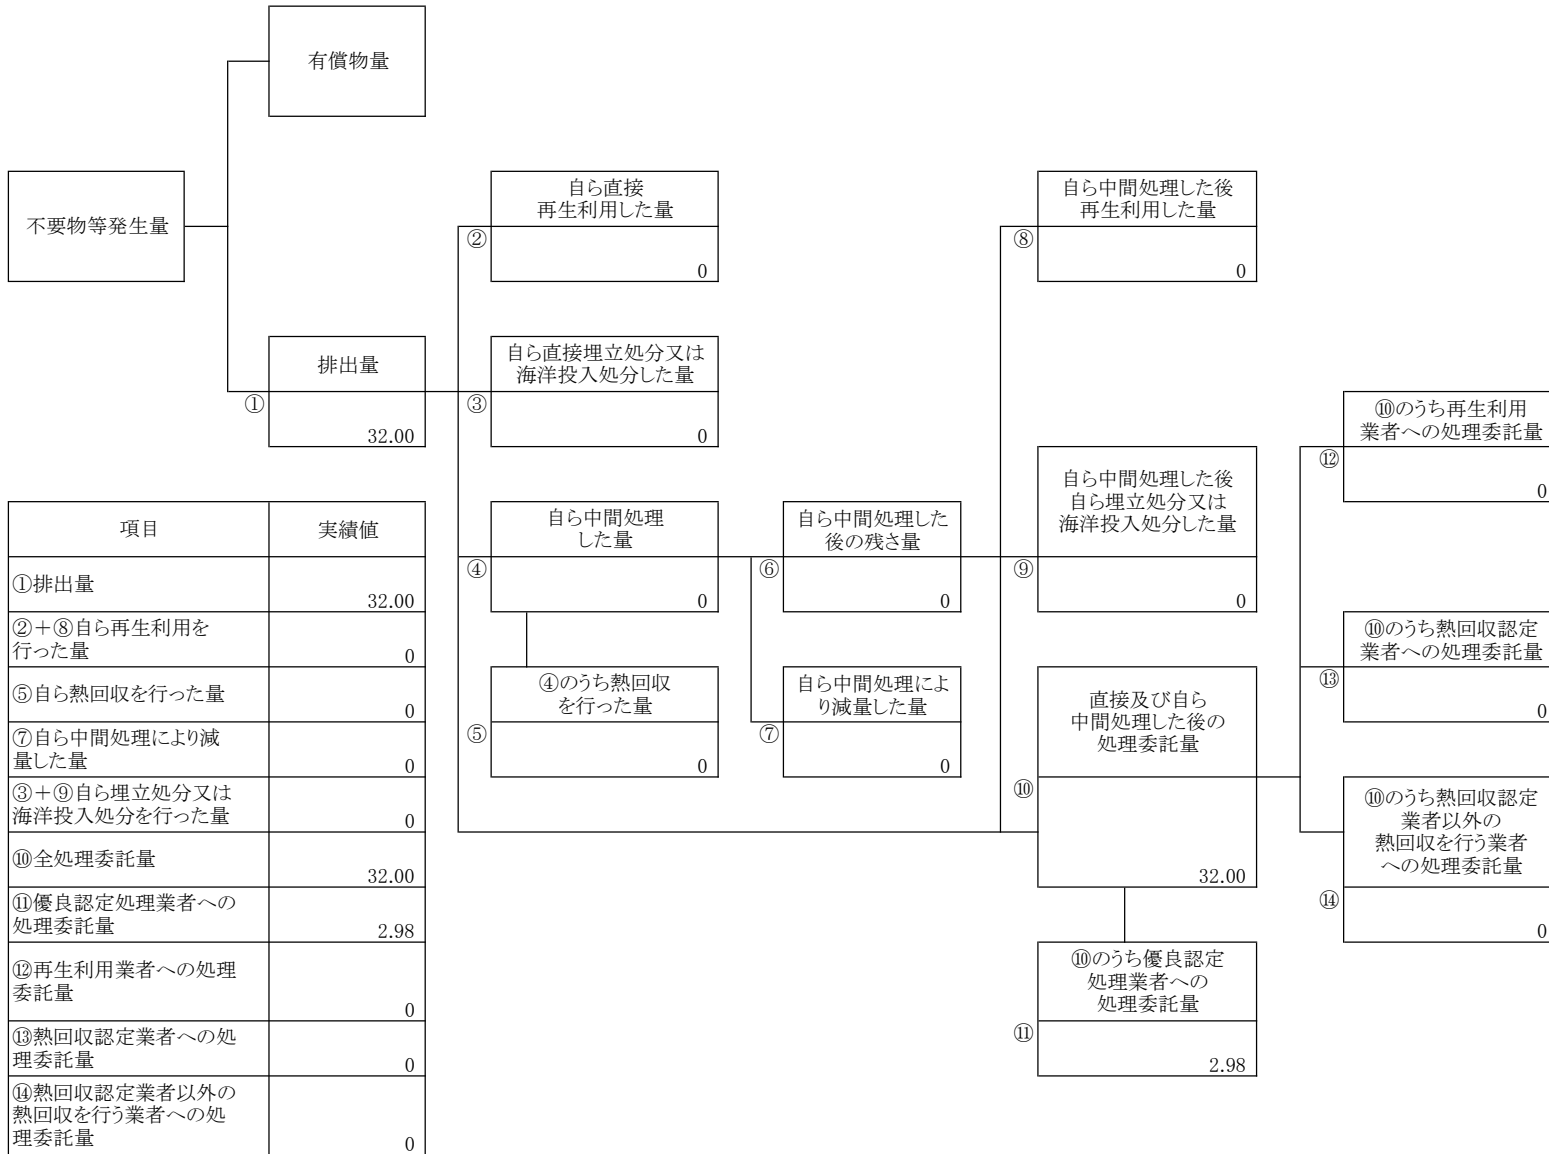 有償物量
不要物等発生量
自ら直接
再生利用した量
②
0
自ら中間処理した後
再生利用した量
⑧
0
排出量
①
32.00
自ら直接埋立処分又は
海洋投入処分した量
③
0
⑩のうち再生利用
業者への処理委託量
⑫
0
自ら中間処理
した量
④
0
自ら中間処理した
後の残さ量
⑥
0
自ら中間処理した後
自ら埋立処分又は
海洋投入処分した量
⑨
0
⑩のうち熱回収認定
業者への処理委託量
⑬
0
④のうち熱回収
を行った量
⑤
0
自ら中間処理によ
り減量した量
⑦
0
直接及び自ら
中間処理した後の
処理委託量
⑩
32.00
⑩のうち熱回収認定
業者以外の
熱回収を行う業者
への処理委託量
⑭
0
⑩のうち優良認定
処理業者への
処理委託量
⑪
2.98
項目 実績値
①排出量
32.00
②+⑧自ら再生利用を
行った量 0
⑤自ら熱回収を行った量
0
⑦自ら中間処理により減
量した量 0
③+⑨自ら埋立処分又は
海洋投入処分を行った量 0
⑩全処理委託量
32.00
⑪優良認定処理業者への
処理委託量 2.98
⑫再生利用業者への処理
委託量
0
⑬熱回収認定業者への処
理委託量 0
⑭熱回収認定業者以外の
熱回収を行う業者への処
理委託量 0